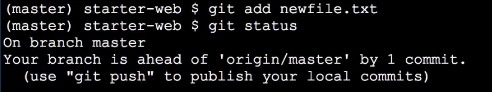 (master) starter-web $ git add newfile.txt
(master) starter-web $ git status
On branch master
Your branch is ahead of 'origin/master' by 1 commit.
  (use "git push" to publish your local commits)